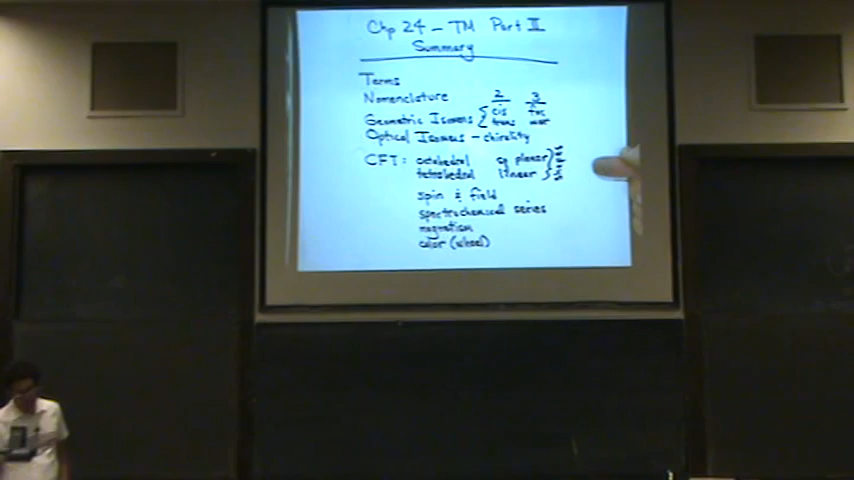 Chp 24 - TM Part II
Summary
Terms
Nomenclature 2 3
Geometric Isomers { cis fac
trans mer
Optical Isomers - chirality
CFT: octahedral sq planar
tetrahedral linear
spin & field
spectrochemical series
magnetism
color (wheel)